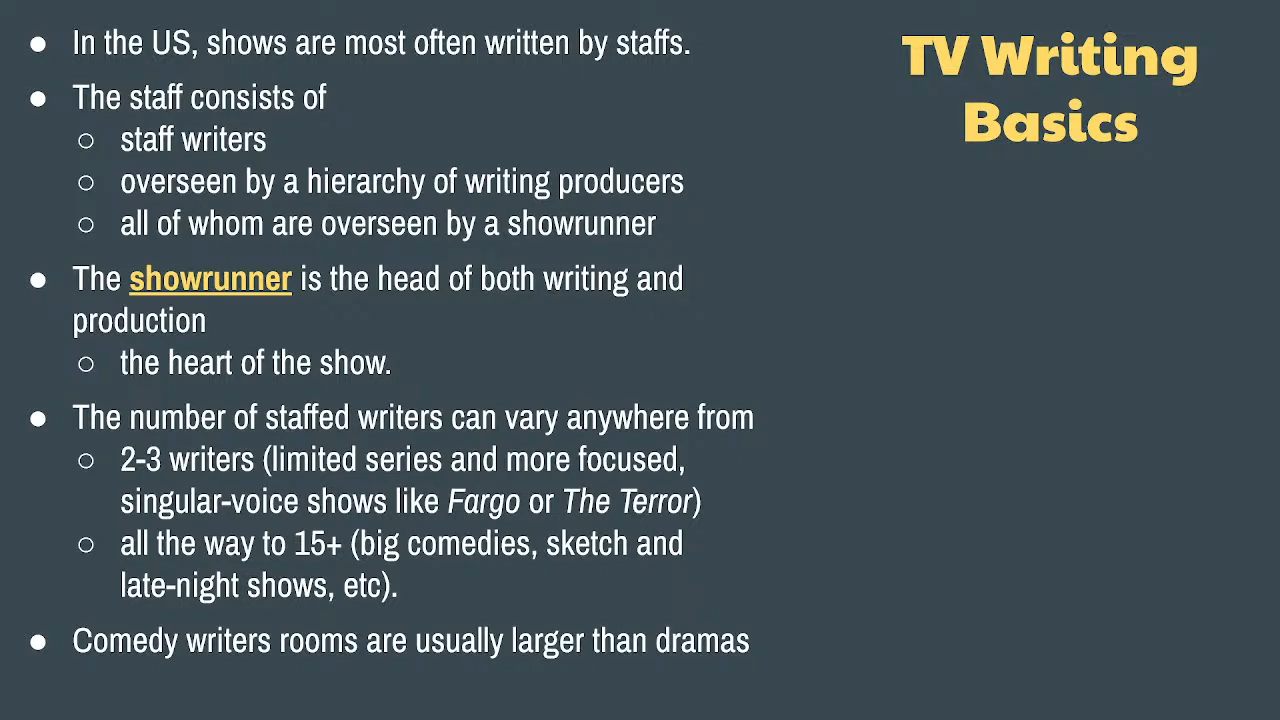 TV Writing
Basics
● In the US, shows are most often written by staffs.
● The staff consists of
○ staff writers
○ overseen by a hierarchy of writing producers
○ all of whom are overseen by a showrunner
● The showrunner is the head of both writing and
production
○ the heart of the show.
● The number of staffed writers can vary anywhere from
○ 2-3 writers (limited series and more focused,
singular-voice shows like Fargo or The Terror)
○ all the way to 15+ (big comedies, sketch and
late-night shows, etc).
● Comedy writers rooms are usually larger than dramas